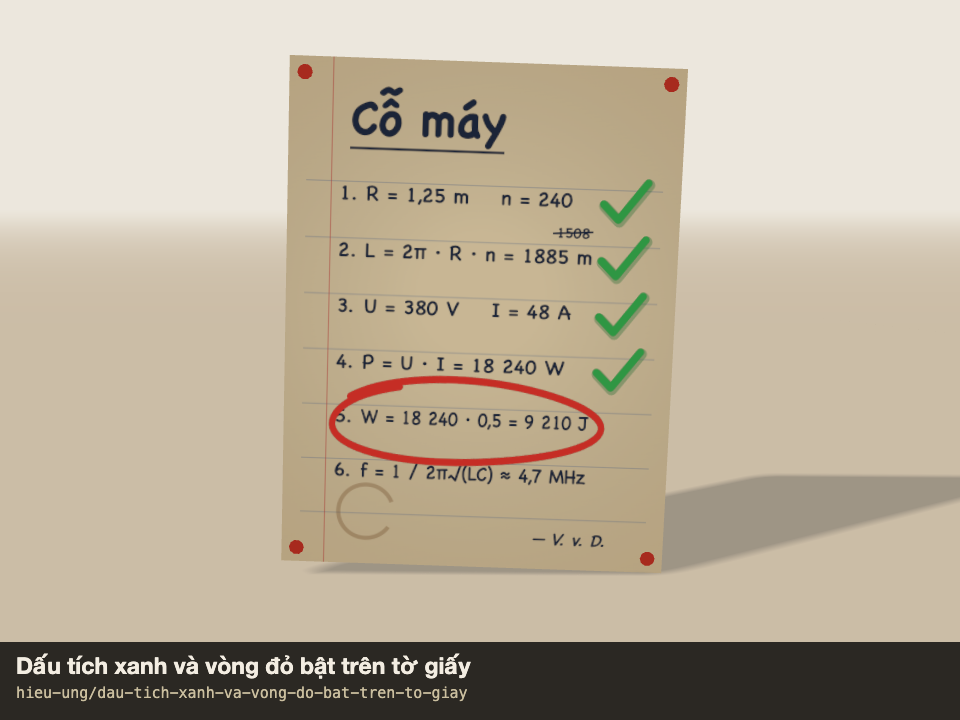 Cỗ máy
1. R = 1,25 m n = 240
1508
2. L = 2π · R · n = 1885 m
3. U = 380 V I = 48 A
4. P = U · I = 18 240 W
5. W = 18 240 · 0,5 = 9 210 J
6. f = 1 / 2π√(LC) ≈ 4,7 MHz
— V. v. D.
Dấu tích xanh và vòng đỏ bật trên tờ giấy
hieu-ung/dau-tich-xanh-va-vong-do-bat-tren-to-giay